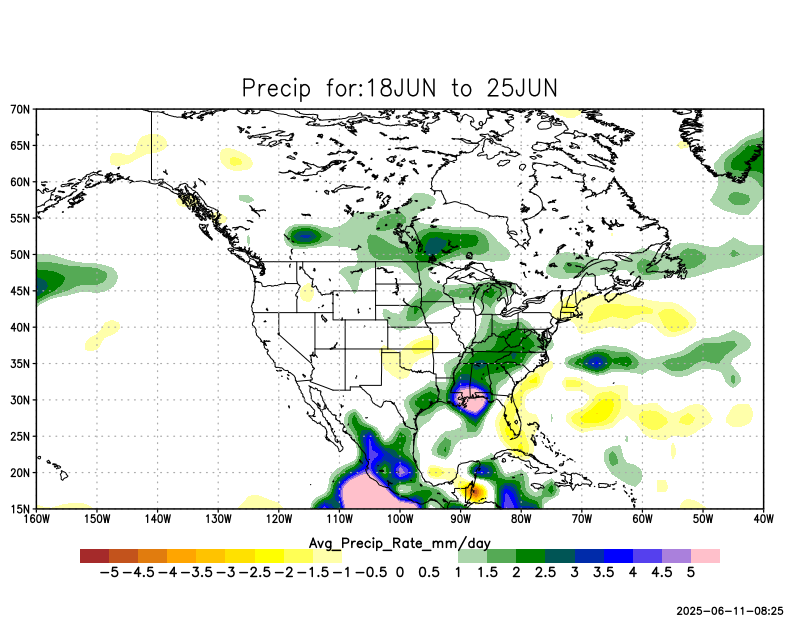 Precip for:18JUN to 25JUN
70N
65N
60N
55N
50N
45N
40N
35N
30N
25N
20N
15N
160W 150W 140W 130W 120W 110W 100W 90W 80W 70W 60W 50W 40W
Avg_Precip_Rate_mm/day
-5 -4.5 -4 -3.5 -3 -2.5 -2 -1.5 -1 -0.5 0 0.5 1 1.5 2 2.5 3 3.5 4 4.5 5
2025-06-11-08:25